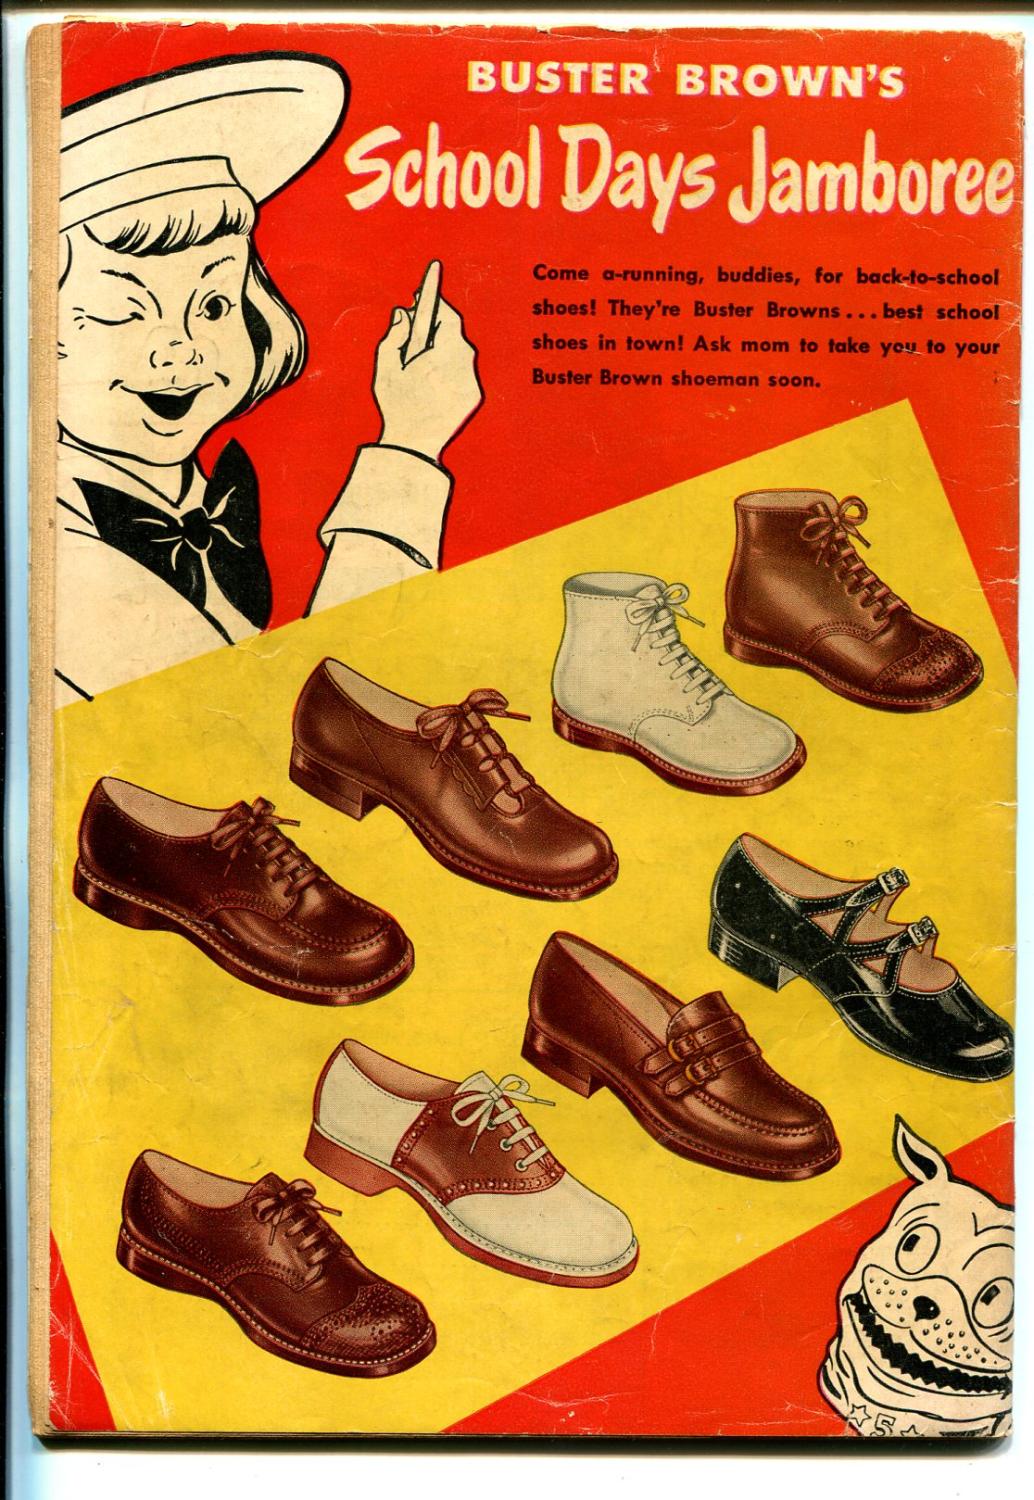 BUSTER BROWN'S
School Days Jamboree
Come a-running, buddies, for back-to-school
shoes! They're Buster Browns...best school
shoes in town! Ask mom to take you to your
Buster Brown shoeman soon.
5